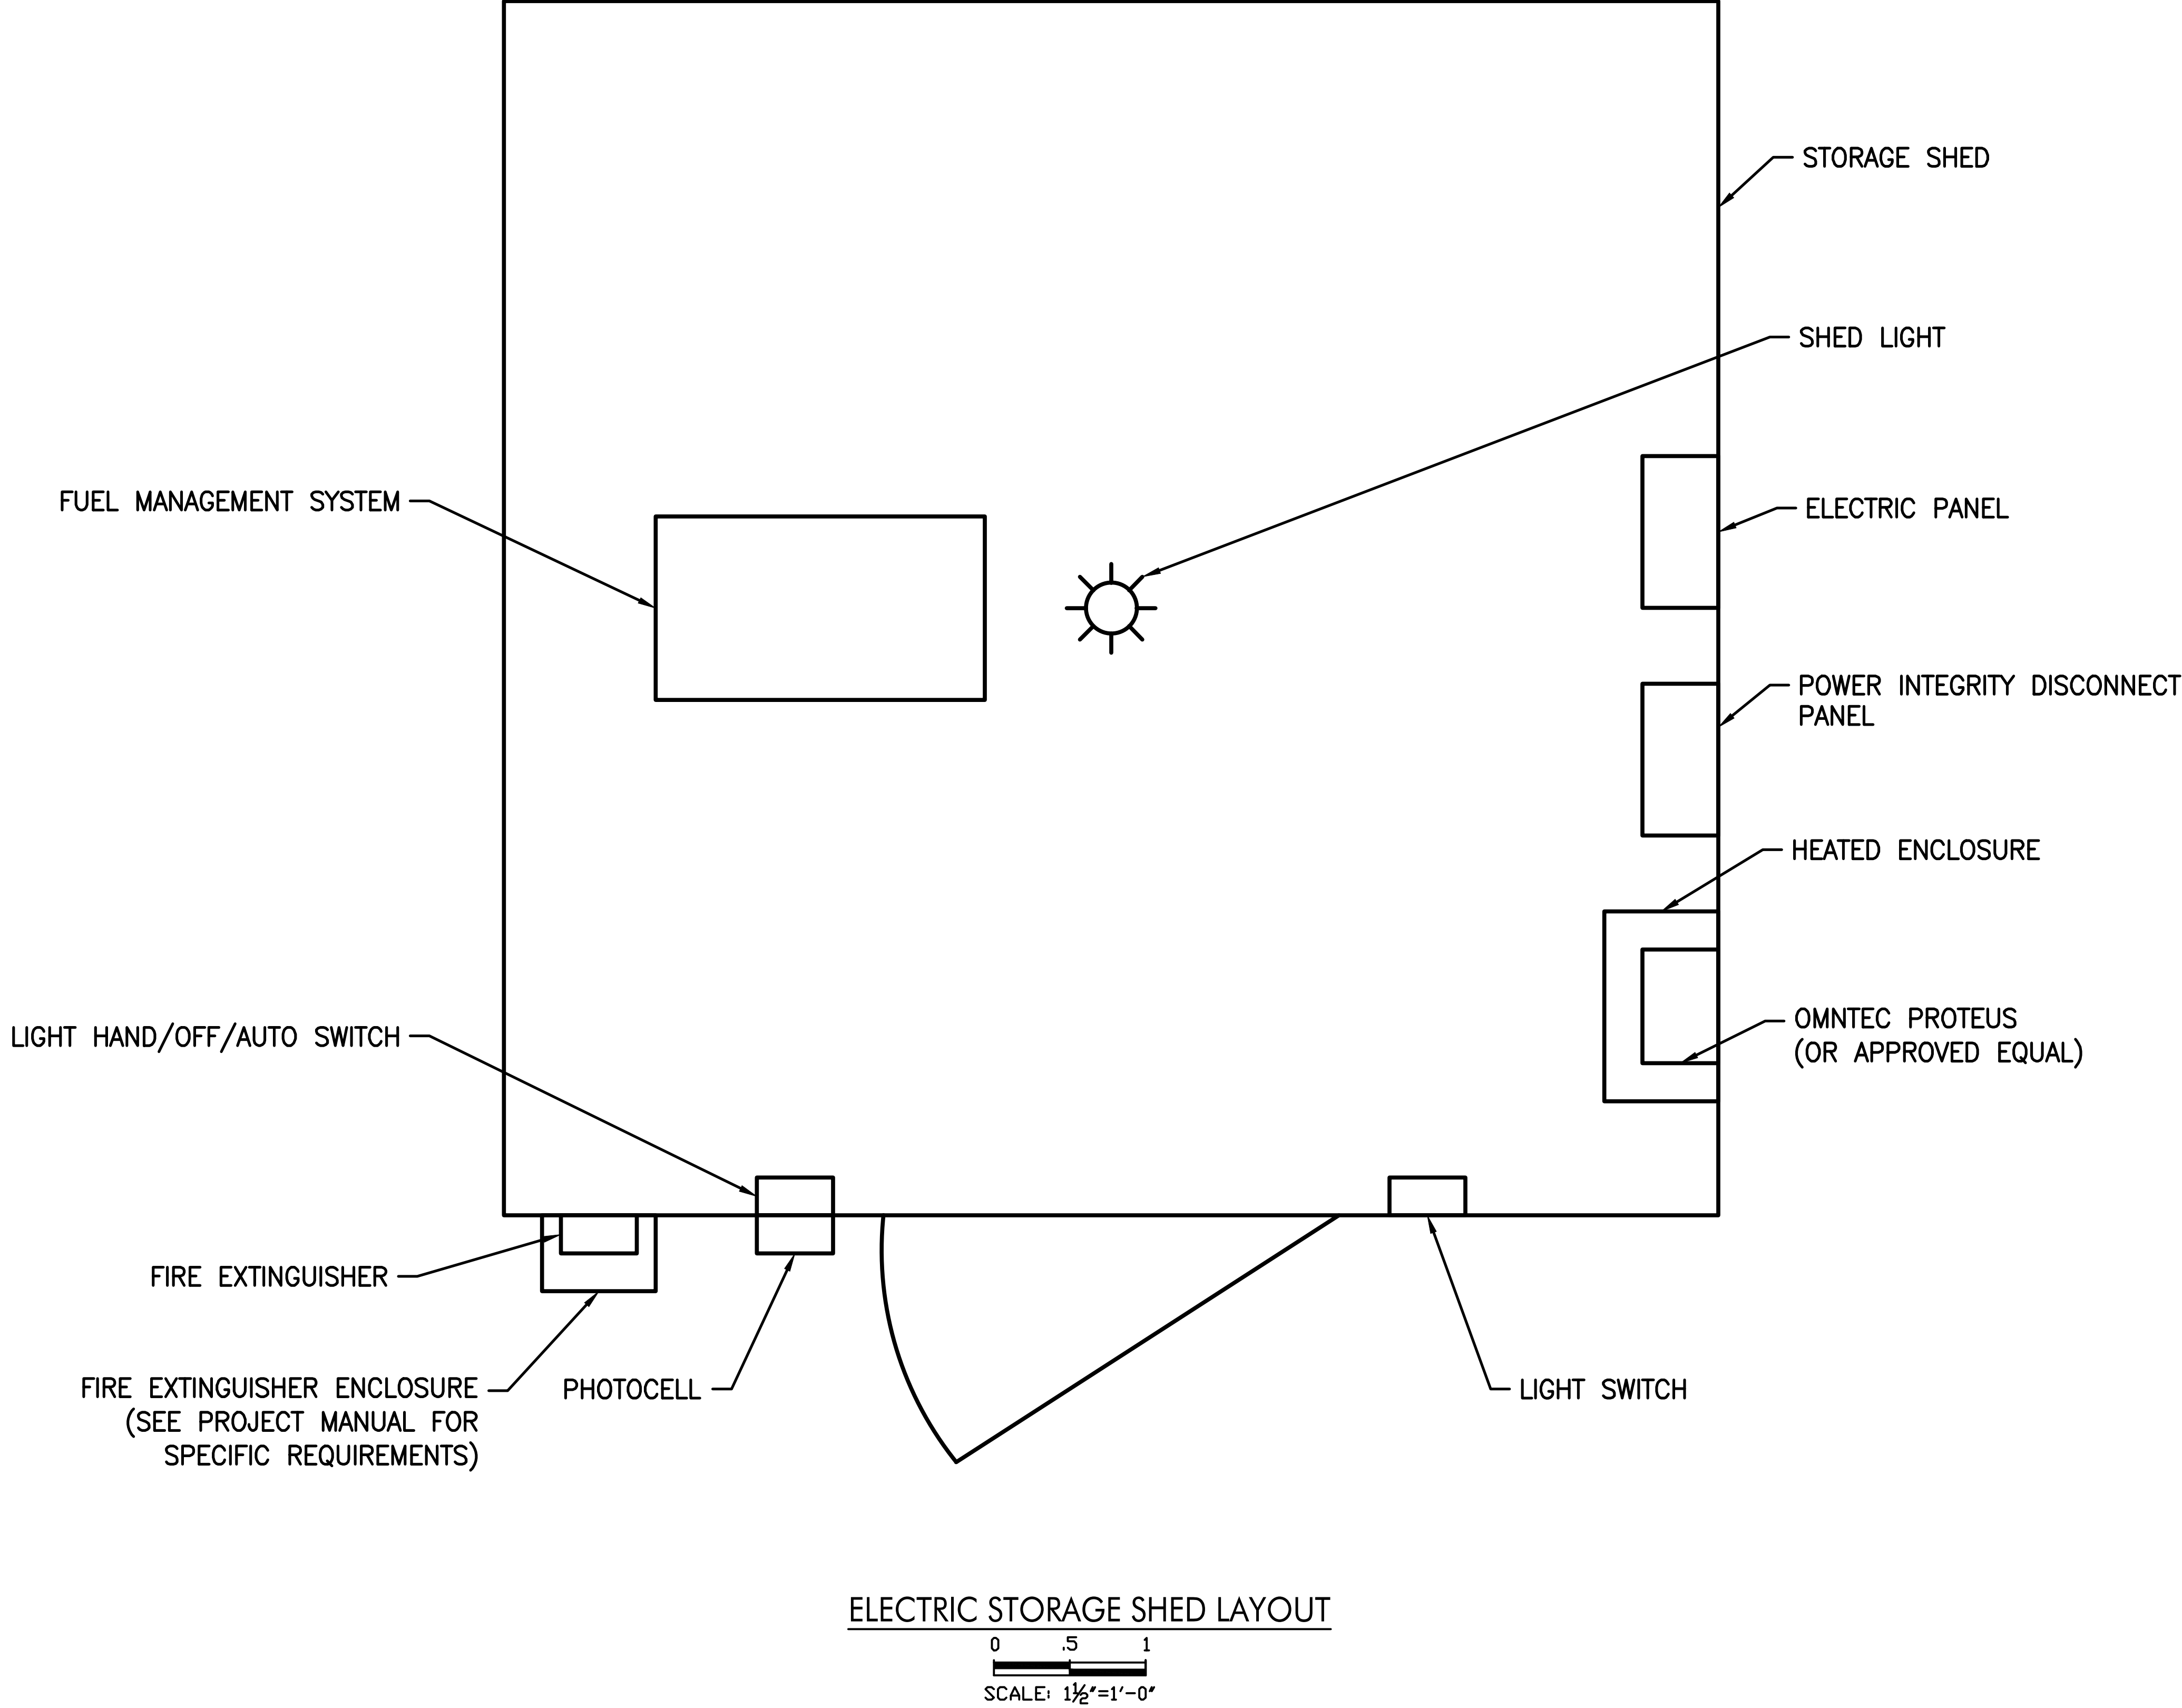 STORAGE SHED
SHED LIGHT
FUEL MANAGEMENT SYSTEM
ELECTRIC PANEL
POWER INTEGRITY DISCONNECT
PANEL
HEATED ENCLOSURE
OMNTEC PROTEUS
(OR APPROVED EQUAL)
LIGHT HAND/OFF/AUTO SWITCH
FIRE EXTINGUISHER
FIRE EXTINGUISHER ENCLOSURE
(SEE PROJECT MANUAL FOR
SPECIFIC REQUIREMENTS)
PHOTOCELL
LIGHT SWITCH
ELECTRIC STORAGE SHED LAYOUT
0 .5 1
SCALE: 1½"=1'-0"